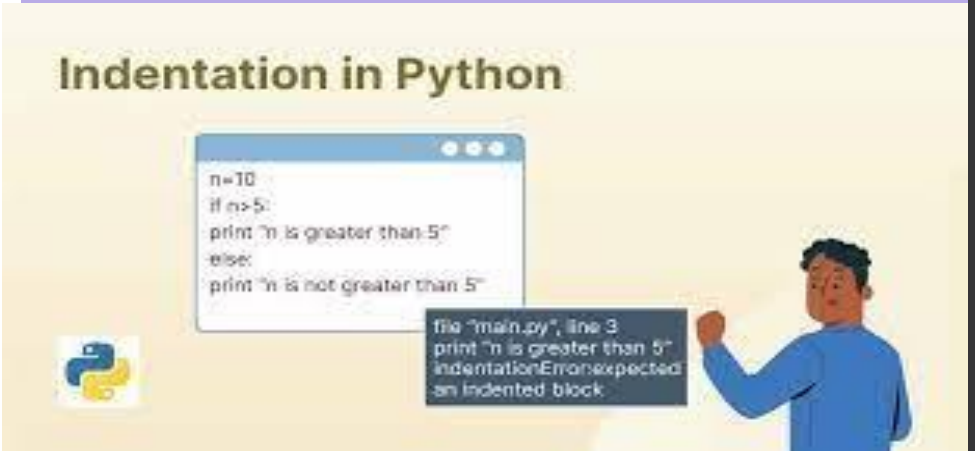 Indentation in Python
n=10
if n>5:
print "n is greater than 5"
else:
print "n is not greater than 5"
file "main.py", line 3
print "n is greater than 5"
indentationError:expected
an indented block